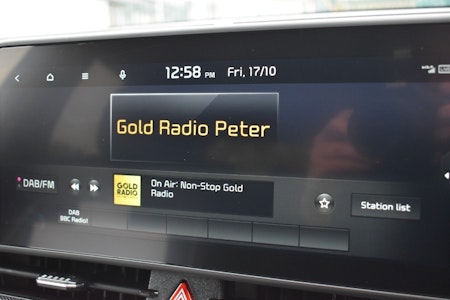 12:58 PM Fri, 17/10
Gold Radio Peter
DAB/FM
GOLD
RADIO
On Air: Non-Stop Gold
Radio
Station list
DAB
BBC Radio1